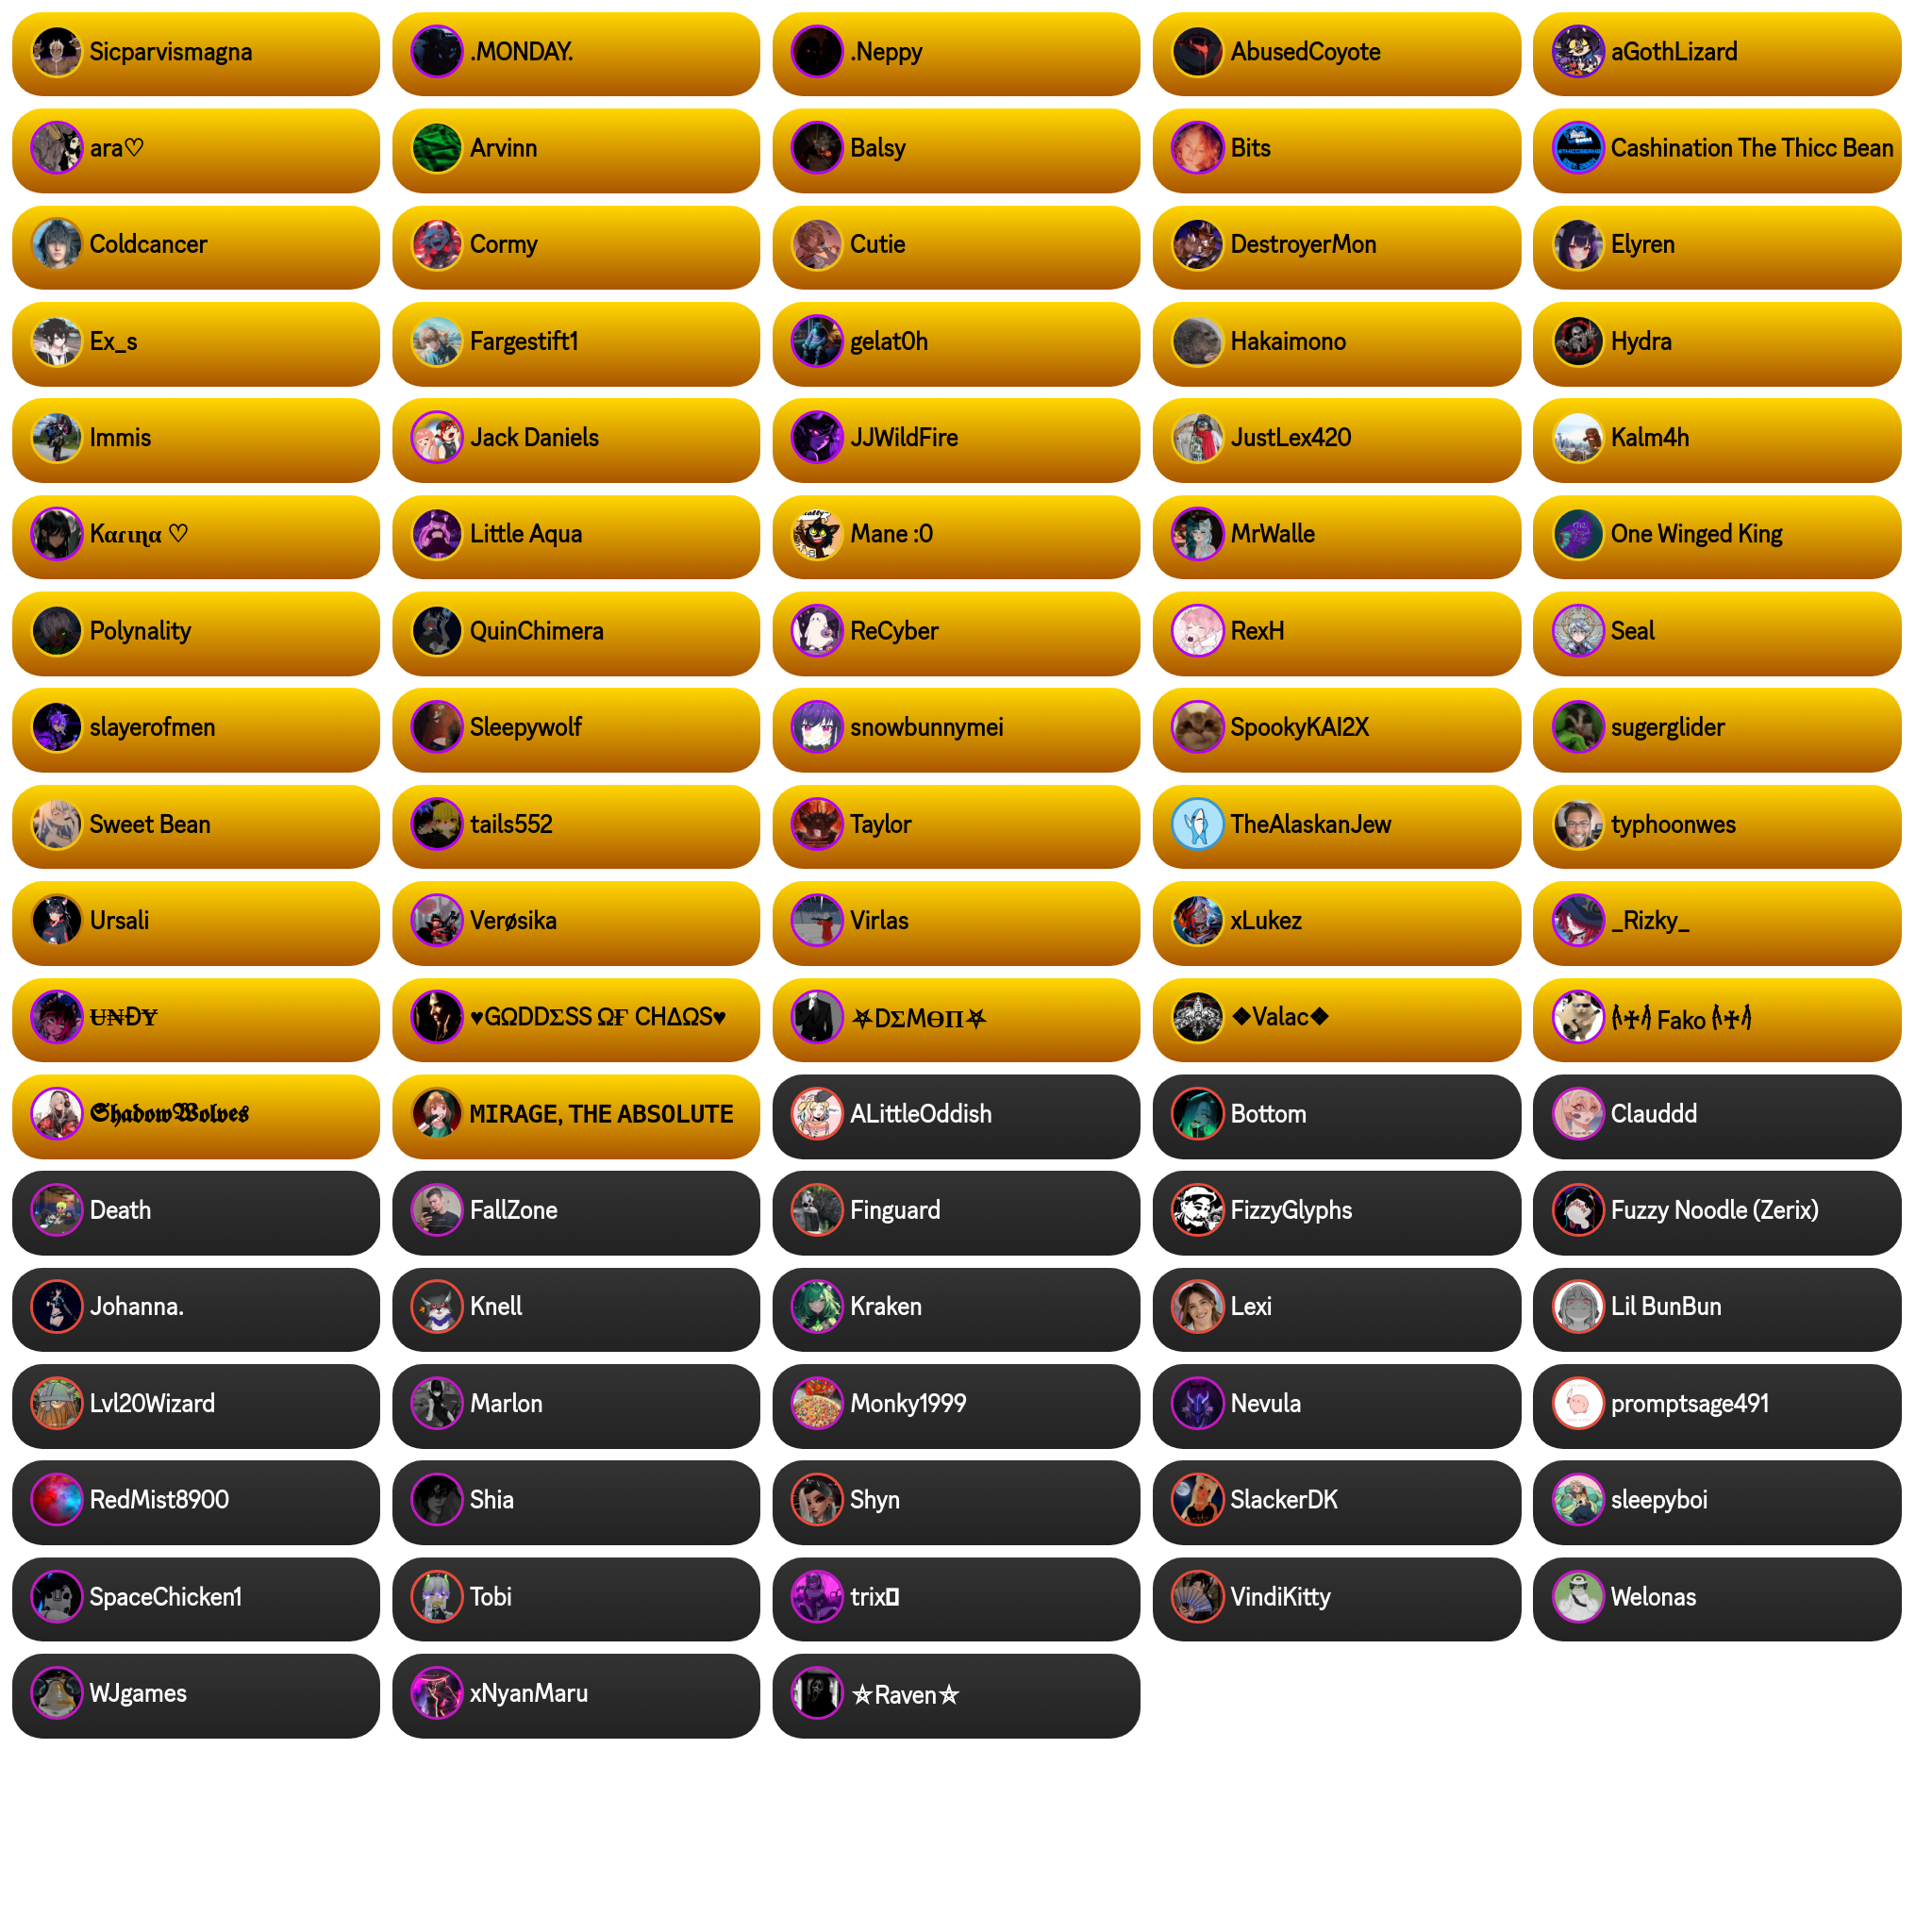 Sicparvismagna
.MONDAY.
.Neppy
AbusedCoyote
aGothLizard
ara♡
Arvinn
Balsy
Bits
Cashination The Thicc Bean
Coldcancer
Cormy
Cutie
DestroyerMon
Elyren
Ex_s
Fargestift1
gelat0h
Hakaimono
Hydra
Immis
Jack Daniels
JJWildFire
JustLex420
Kalm4h
Kαɾιɳα ♡
Little Aqua
Mane :0
MrWalle
One Winged King
Polynality
QuinChimera
ReCyber
RexH
Seal
slayerofmen
Sleepywolf
snowbunnymei
SpookyKAI2X
sugerglider
Sweet Bean
tails552
Taylor
TheAlaskanJew
typhoonwes
Ursali
Verøsika
Virlas
xLukez
_Rizky_
Ʉ₦ĐɎ
♥GΩDDΣSS ΩҒ CHΔΩS♥
⛧DΣMӨΠ⛧
❖Valac❖
Fako
𝕾𝖍𝖆𝖉𝖔𝖜𝖂𝖔𝖑𝖛𝖊𝖘
MIRAGE, THE ABSOLUTE
ALittleOddish
Bottom
Clauddd
Death
FallZone
Finguard
FizzyGlyphs
Fuzzy Noodle (Zerix)
Johanna.
Knell
Kraken
Lexi
Lil BunBun
Lvl20Wizard
Marlon
Monky1999
Nevula
promptsage491
RedMist8900
Shia
Shyn
SlackerDK
sleepyboi
SpaceChicken1
Tobi
trix
VindiKitty
Welonas
WJgames
xNyanMaru
⛤Raven⛤